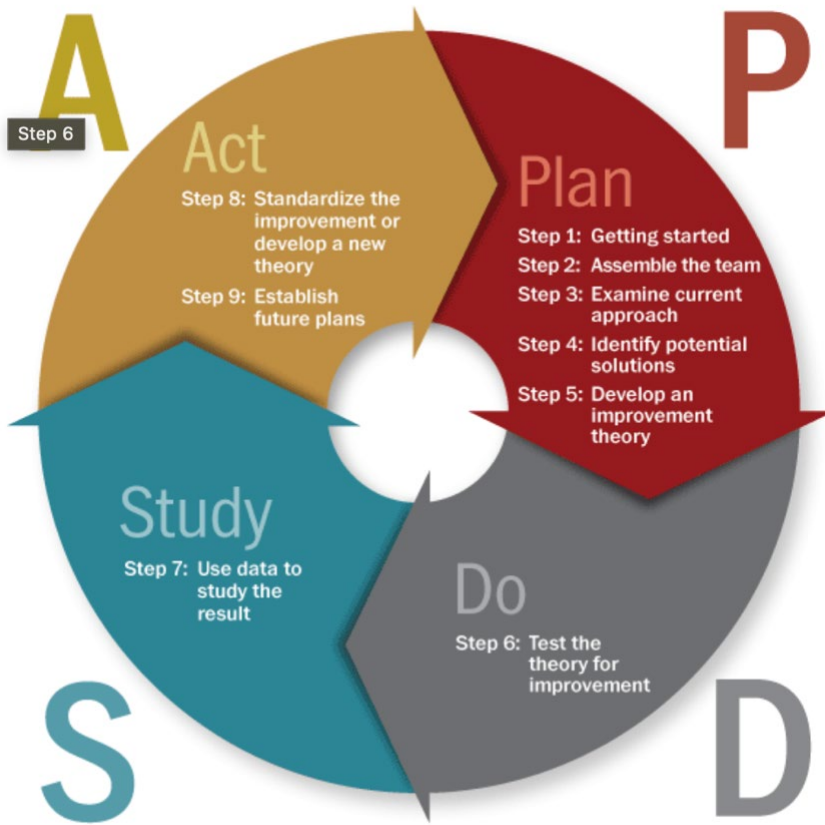 A
P
Step 6
Act
Step 8: Standardize the
improvement or
develop a new
theory
Step 9: Establish
future plans
Plan
Step 1: Getting started
Step 2: Assemble the team
Step 3: Examine current
approach
Step 4: Identify potential
solutions
Step 5: Develop an
improvement
theory
Study
Step 7: Use data to
study the
result
Do
Step 6: Test the
theory for
improvement
S
D